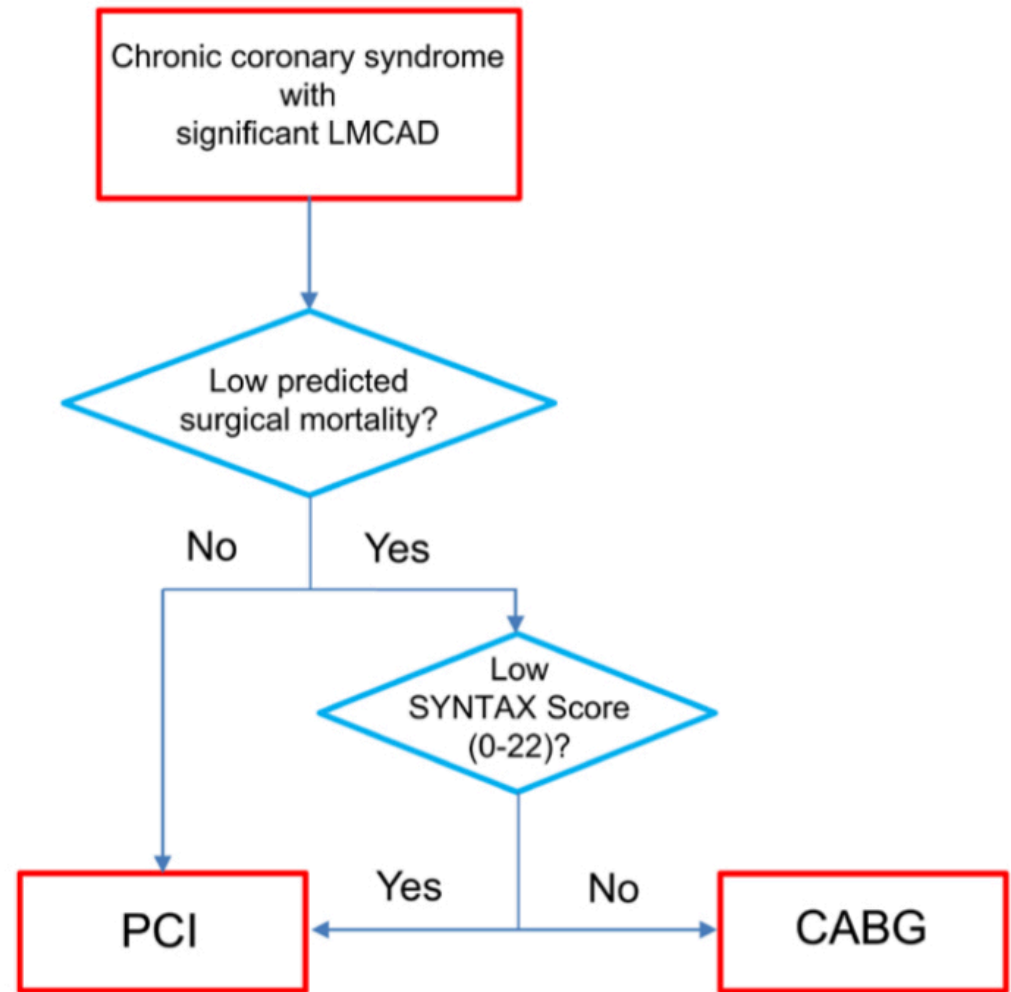 Chronic coronary syndrome
with
significant LMCAD
Low predicted
surgical mortality?
No
Yes
Low
SYNTAX Score
(0-22)?
Yes
No
PCI
CABG